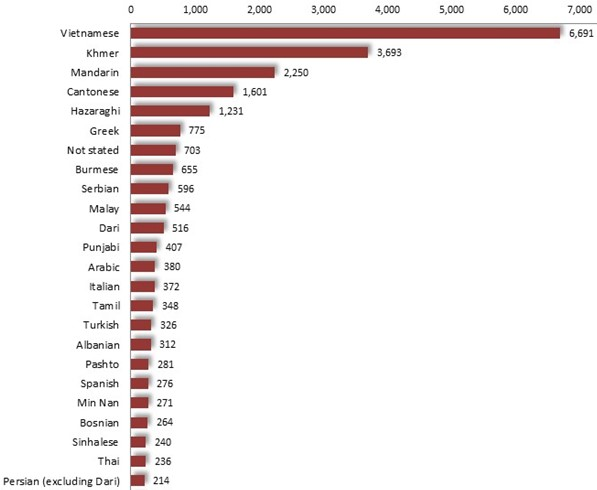 0 1,000 2,000 3,000 4,000 5,000 6,000 7,000
Vietnamese 6,691
Khmer 3,693
Mandarin 2,250
Cantonese 1,601
Hazaraghi 1,231
Greek 775
Not stated 703
Burmese 655
Serbian 596
Malay 544
Dari 516
Punjabi 407
Arabic 380
Italian 372
Tamil 348
Turkish 326
Albanian 312
Pashto 281
Spanish 276
Min Nan 271
Bosnian 264
Sinhalese 240
Thai 236
Persian (excluding Dari) 214